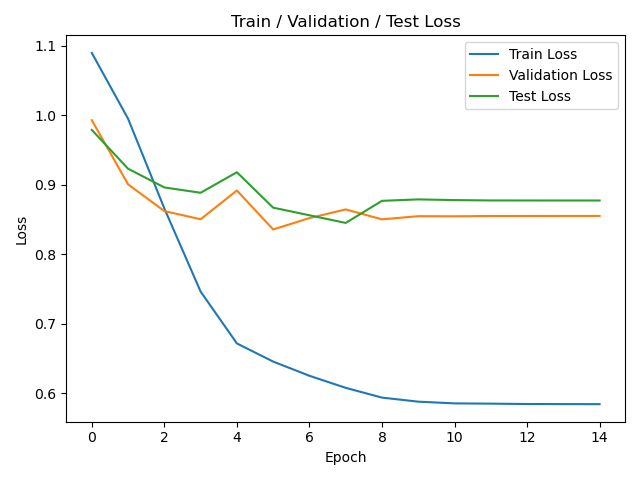 Train / Validation / Test Loss
Train Loss
Validation Loss
Test Loss
1.1
1.0
0.9
0.8
0.7
0.6
Loss
0 2 4 6 8 10 12 14
Epoch